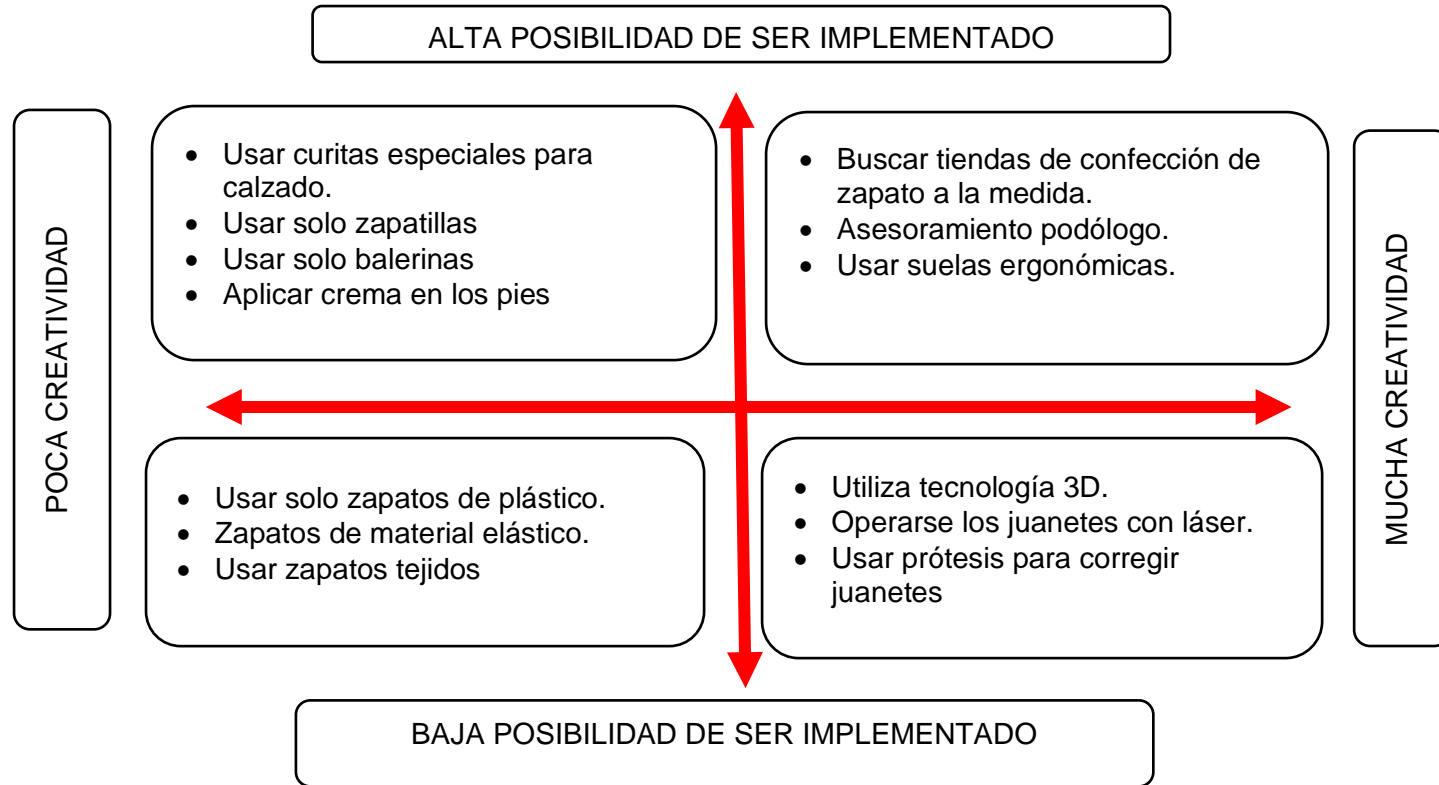 ALTA POSIBILIDAD DE SER IMPLEMENTADO
POCA CREATIVIDAD
• Usar curitas especiales para
calzado.
• Usar solo zapatillas
• Usar solo balerinas
• Aplicar crema en los pies
• Buscar tiendas de confección de
zapato a la medida.
• Asesoramiento podólogo.
• Usar suelas ergonómicas.
MUCHA CREATIVIDAD
• Usar solo zapatos de plástico.
• Zapatos de material elástico.
• Usar zapatos tejidos
• Utiliza tecnología 3D.
• Operarse los juanetes con láser.
• Usar prótesis para corregir
juanetes
BAJA POSIBILIDAD DE SER IMPLEMENTADO